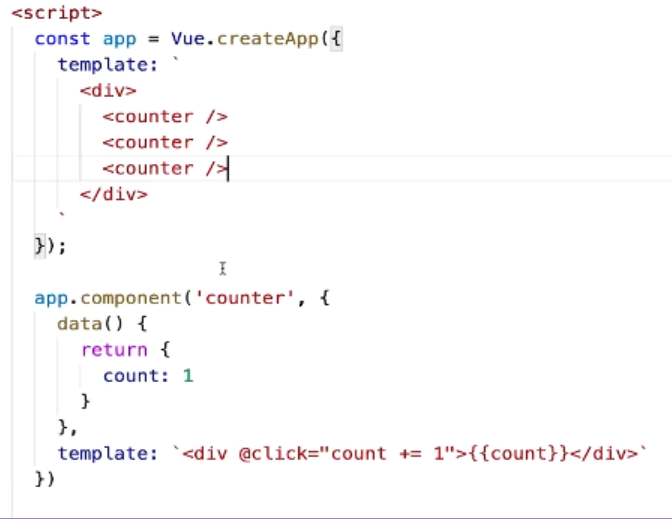 <script>
const app = Vue.createApp({
template: `
<div>
<counter />
<counter />
<counter />
</div>
`
});
app.component('counter', {
data() {
return {
count: 1
}
},
template: `<div @click="count += 1">{{count}}</div>`
})